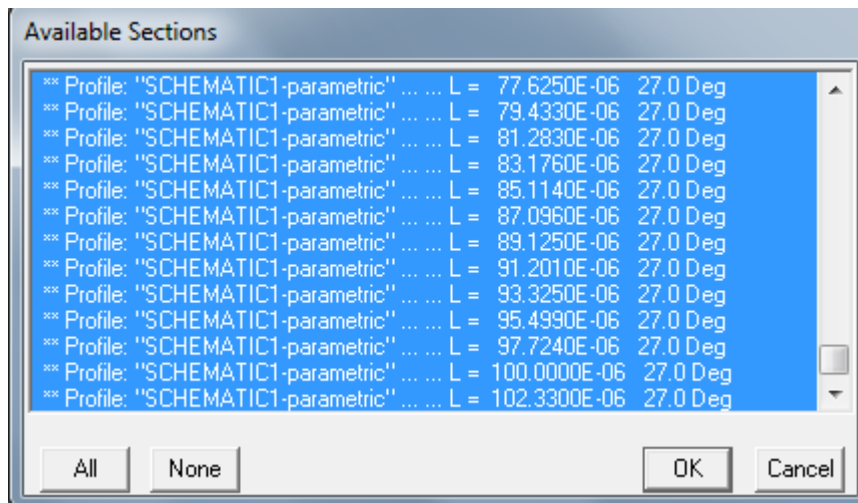 Available Sections
** Profile: "SCHEMATIC1-parametric" ... ... L = 77.6250E-06 27.0 Deg
** Profile: "SCHEMATIC1-parametric" ... ... L = 79.4330E-06 27.0 Deg
** Profile: "SCHEMATIC1-parametric" ... ... L = 81.2830E-06 27.0 Deg
** Profile: "SCHEMATIC1-parametric" ... ... L = 83.1760E-06 27.0 Deg
** Profile: "SCHEMATIC1-parametric" ... ... L = 85.1140E-06 27.0 Deg
** Profile: "SCHEMATIC1-parametric" ... ... L = 87.0960E-06 27.0 Deg
** Profile: "SCHEMATIC1-parametric" ... ... L = 89.1250E-06 27.0 Deg
** Profile: "SCHEMATIC1-parametric" ... ... L = 91.2010E-06 27.0 Deg
** Profile: "SCHEMATIC1-parametric" ... ... L = 93.3250E-06 27.0 Deg
** Profile: "SCHEMATIC1-parametric" ... ... L = 95.4990E-06 27.0 Deg
** Profile: "SCHEMATIC1-parametric" ... ... L = 97.7240E-06 27.0 Deg
** Profile: "SCHEMATIC1-parametric" ... ... L = 100.0000E-06 27.0 Deg
** Profile: "SCHEMATIC1-parametric" ... ... L = 102.3300E-06 27.0 Deg
All None OK Cancel